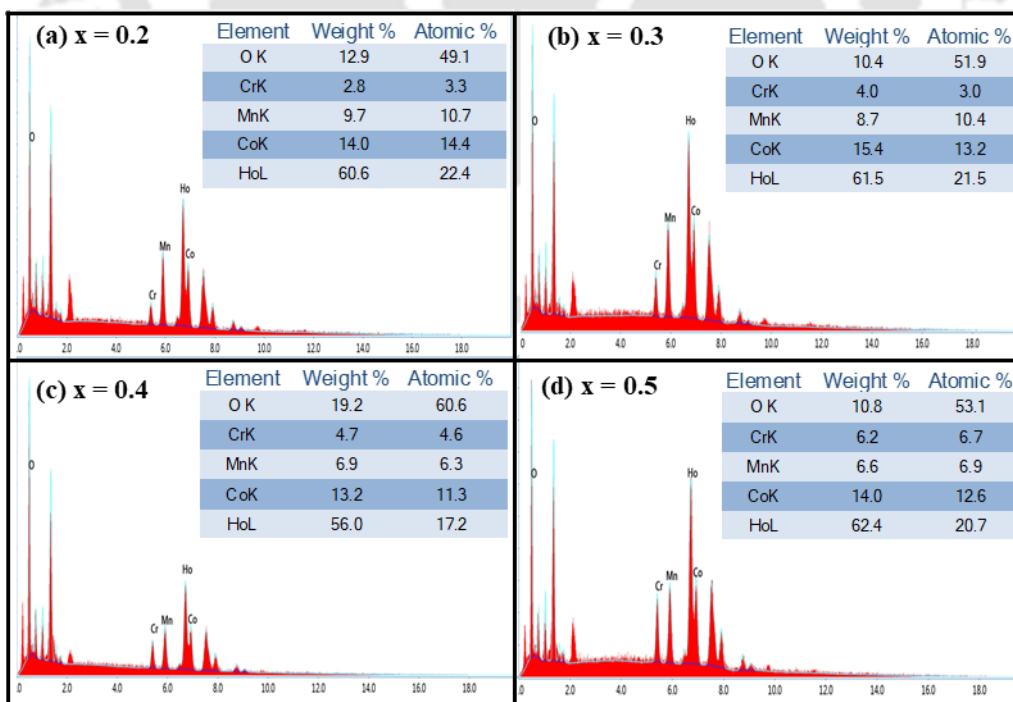 (a) x = 0.2
Element Weight % Atomic %
O K 12.9 49.1
CrK 2.8 3.3
MnK 9.7 10.7
CoK 14.0 14.4
HoL 60.6 22.4
O
Ho
Mn
Co
Cr
.0 2.0 4.0 6.0 8.0 10.0 12.0 14.0 16.0 18.0
(b) x = 0.3
Element Weight % Atomic %
O K 10.4 51.9
CrK 4.0 3.0
MnK 8.7 10.4
CoK 15.4 13.2
HoL 61.5 21.5
O
Ho
Mn
Co
Cr
.0 2.0 4.0 6.0 8.0 10.0 12.0 14.0 16.0 18.0
(c) x = 0.4
Element Weight % Atomic %
O K 19.2 60.6
CrK 4.7 4.6
MnK 6.9 6.3
CoK 13.2 11.3
HoL 56.0 17.2
O
Ho
Cr Mn Co
.0 2.0 4.0 6.0 8.0 10.0 12.0 14.0 16.0 18.0
(d) x = 0.5
Element Weight % Atomic %
O K 10.8 53.1
CrK 6.2 6.7
MnK 6.6 6.9
CoK 14.0 12.6
HoL 62.4 20.7
O
Ho
Cr Mn Co
.0 2.0 4.0 6.0 8.0 10.0 12.0 14.0 16.0 18.0